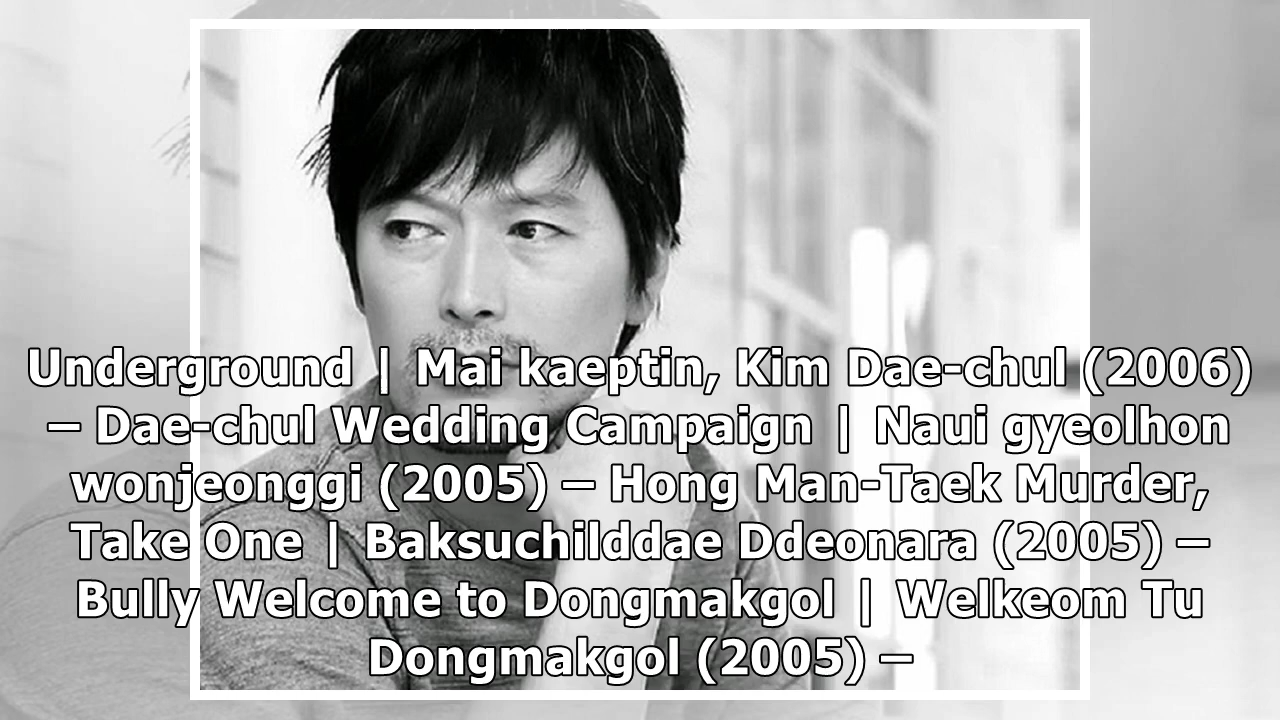 Underground | Mai kaeptin, Kim Dae-chul (2006)
– Dae-chul Wedding Campaign | Naui gyeolhon
wonjeonggi (2005) – Hong Man-Taek Murder,
Take One | Baksuchilddae Ddeonara (2005) –
Bully Welcome to Dongmakgol | Welkeom Tu
Dongmakgol (2005) –